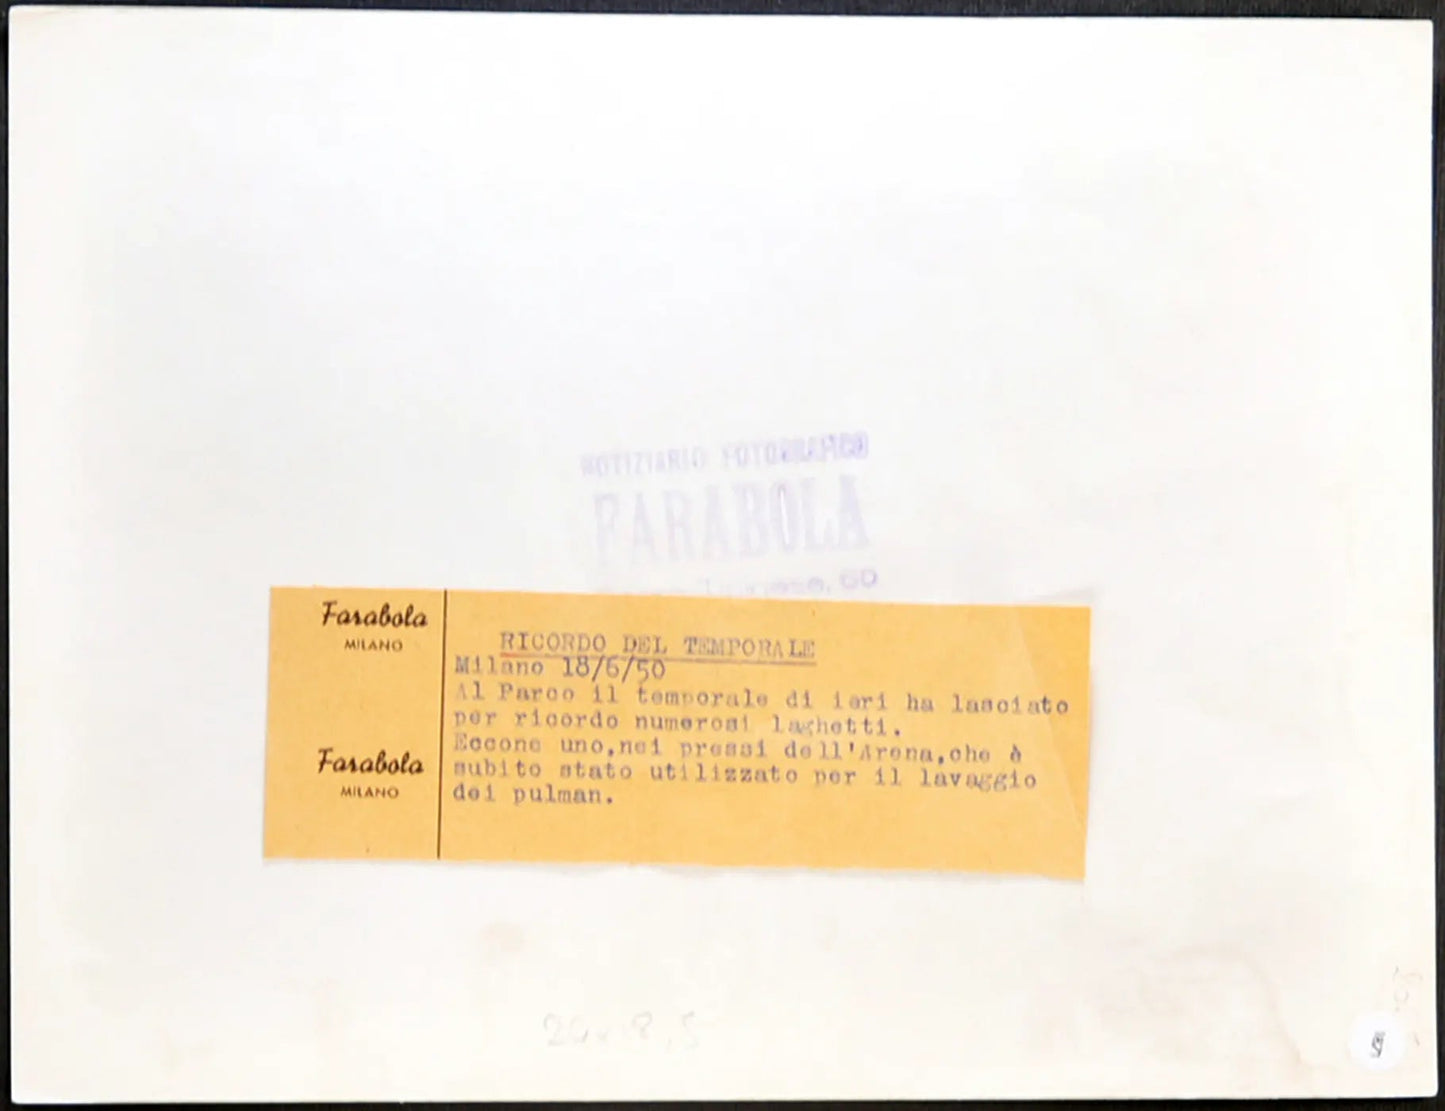 NOTIZIARIO FOTOGRAFICO
FARABOLA
60
Farabola
MILANO
Farabola
MILANO
RICORDO DEL TEMPORALE
Milano 18/6/50
Al Parco il temporale di ieri ha lasciato
per ricordo numerosi laghetti.
Eccone uno,nei pressi dell'Arena,che è
subito stato utilizzato per il lavaggio
dei pulman.